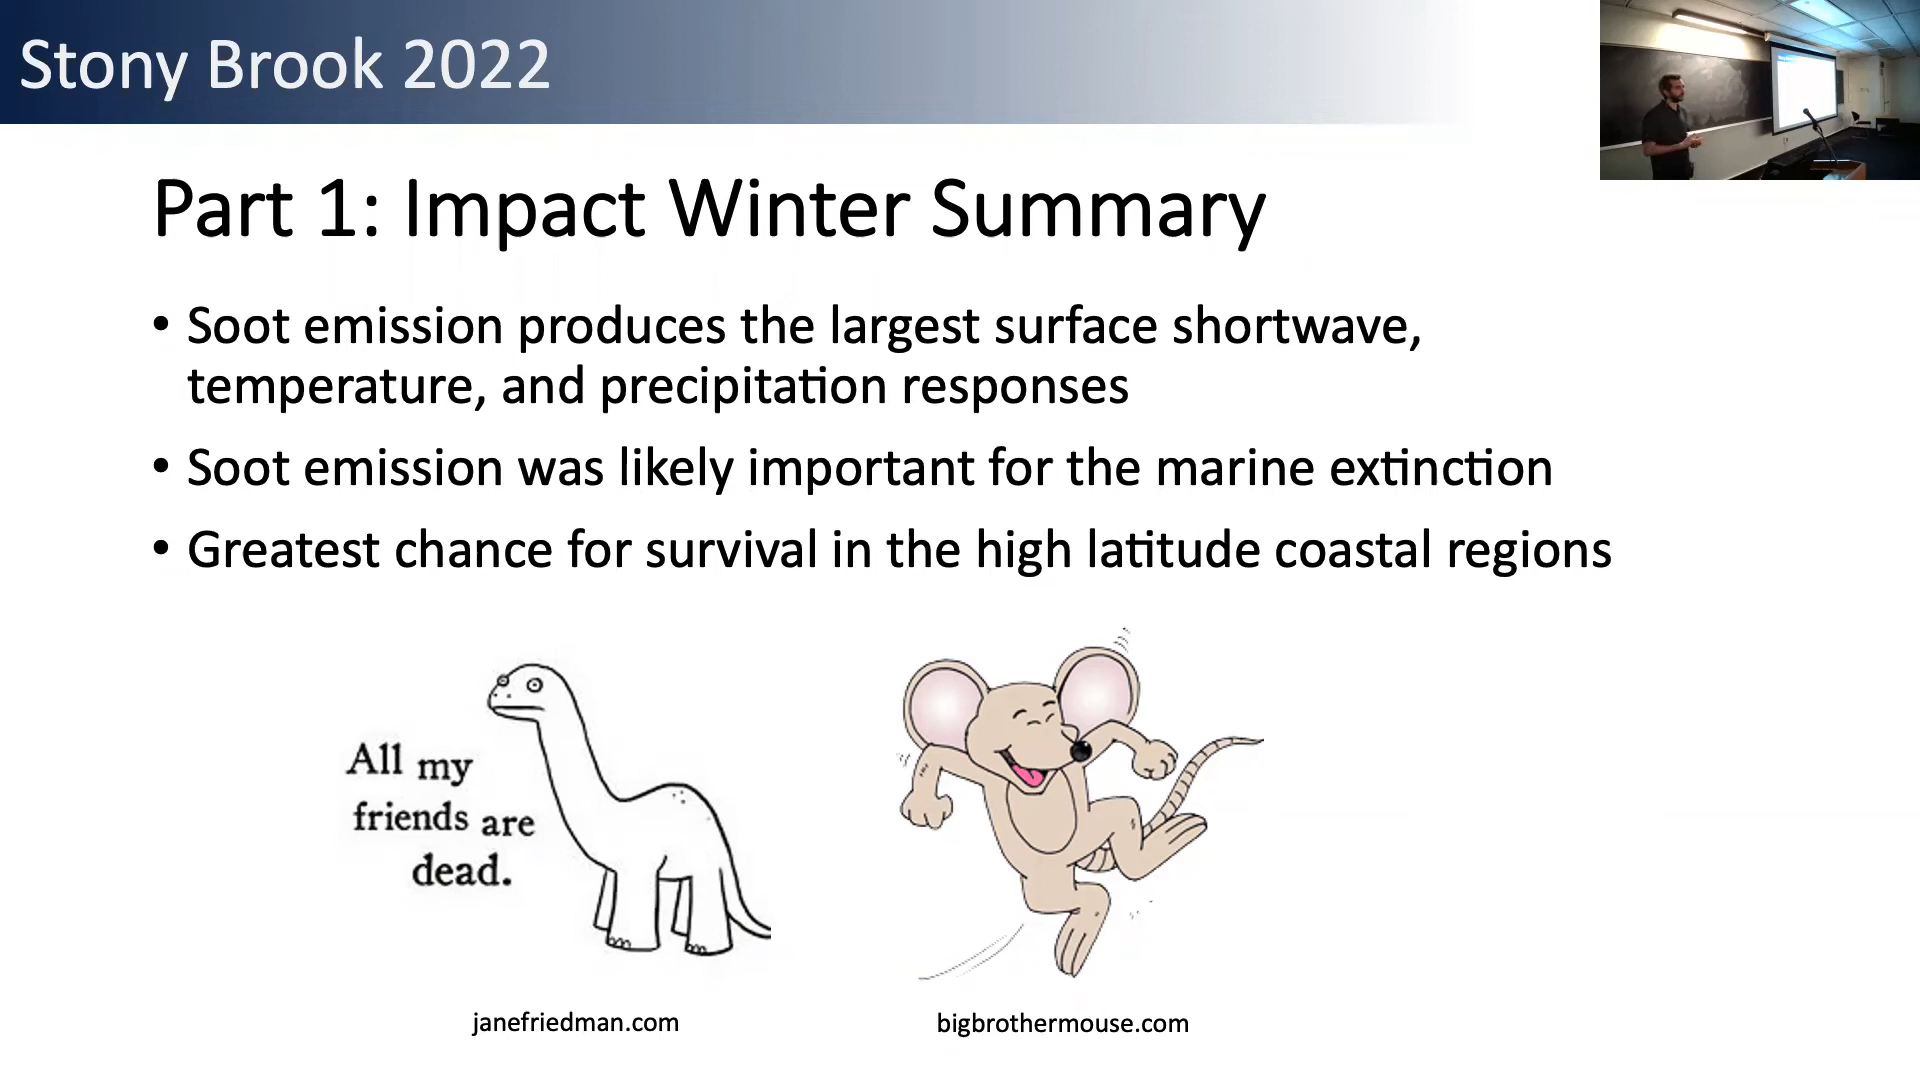 Stony Brook 2022
Part 1: Impact Winter Summary
• Soot emission produces the largest surface shortwave,
temperature, and precipitation responses
• Soot emission was likely important for the marine extinction
• Greatest chance for survival in the high latitude coastal regions
All my
friends are
dead.
janefriedman.com
bigbrothermouse.com